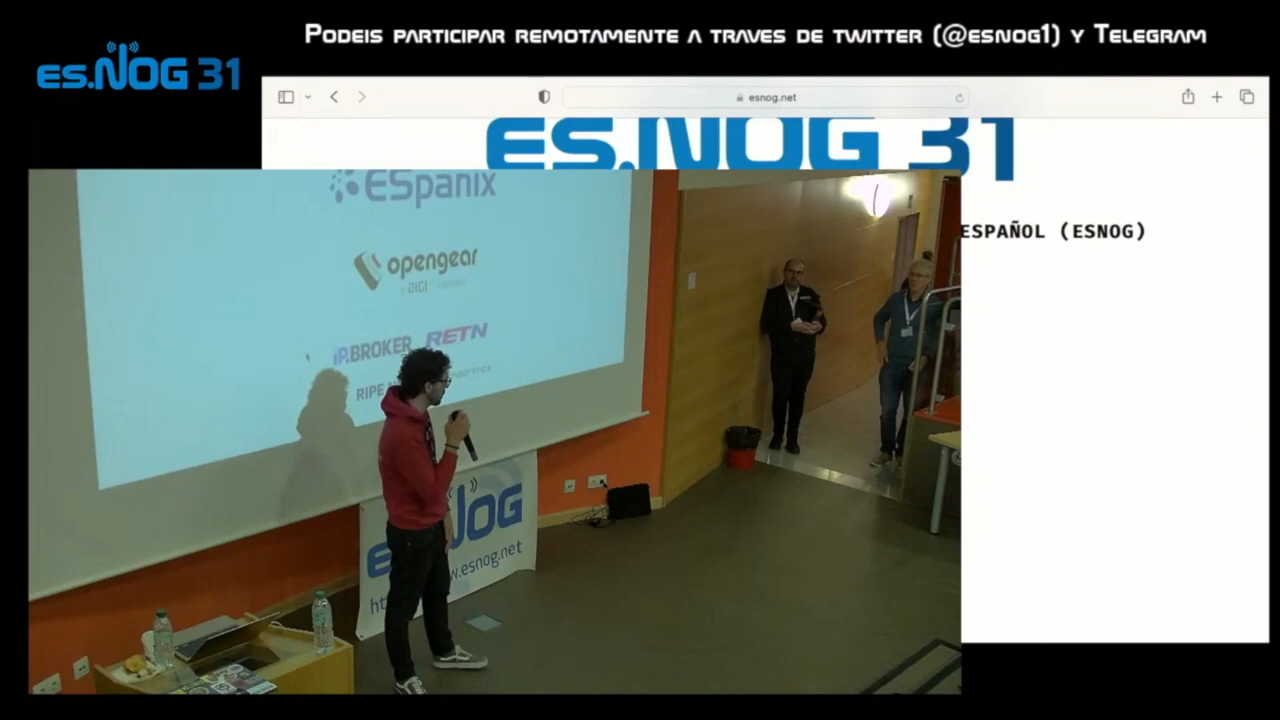 Podeis participar remotamente a traves de twitter (@esnog1) y Telegram
es.NOG 31
esnog.net
ES.NOG 31
ESPAÑOL (ESNOG)
ESpanix
opengear
A DIGI
iP.BROKER RETN
RIPE
NOG
www.esnog.net